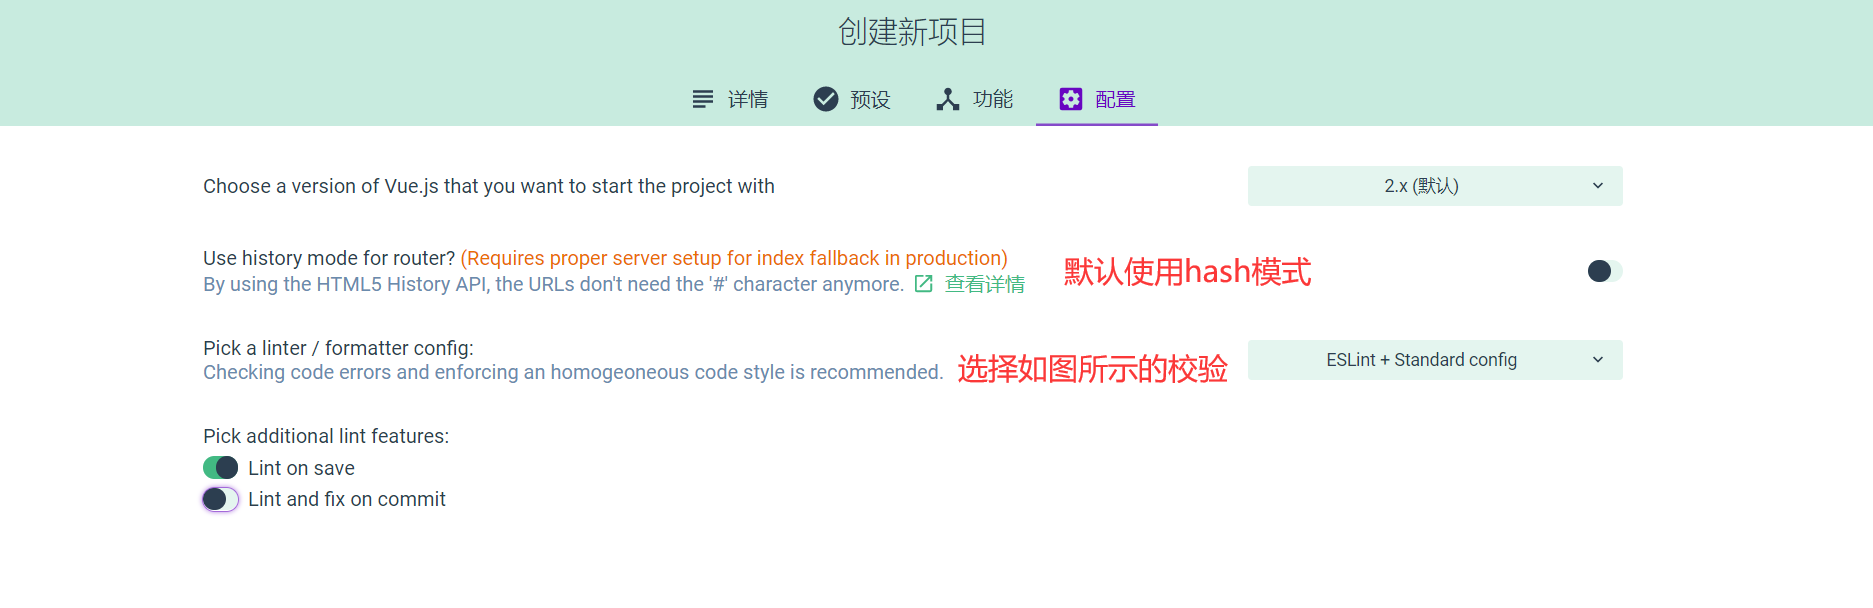 创建新项目
详情 预设 功能 配置
Choose a version of Vue.js that you want to start the project with 2.x (默认)
Use history mode for router? (Requires proper server setup for index fallback in production)
By using the HTML5 History API, the URLs don't need the '#' character anymore. 查看详情
默认使用hash模式
Pick a linter / formatter config:
Checking code errors and enforcing an homogeoneous code style is recommended.
选择如图所示的校验
ESLint + Standard config
Pick additional lint features:
Lint on save
Lint and fix on commit